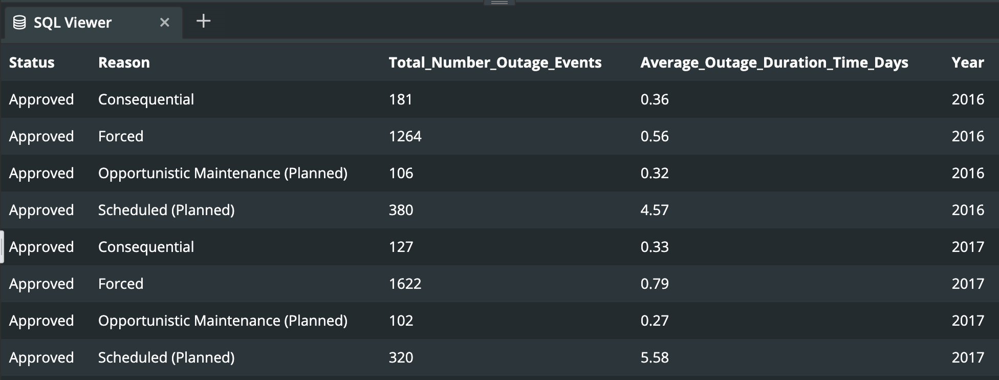 SQL Viewer
Status Reason Total_Number_Outage_Events Average_Outage_Duration_Time_Days Year
Approved Consequential 181 0.36 2016
Approved Forced 1264 0.56 2016
Approved Opportunistic Maintenance (Planned) 106 0.32 2016
Approved Scheduled (Planned) 380 4.57 2016
Approved Consequential 127 0.33 2017
Approved Forced 1622 0.79 2017
Approved Opportunistic Maintenance (Planned) 102 0.27 2017
Approved Scheduled (Planned) 320 5.58 2017